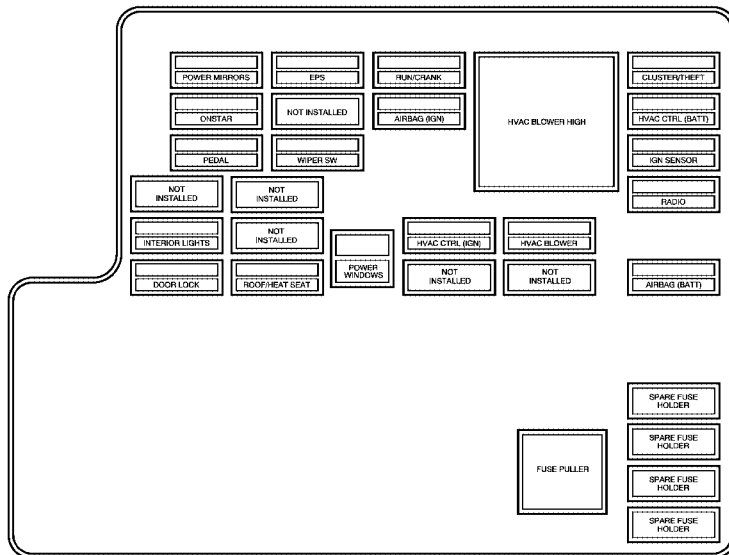 POWER MIRRORS
EPS
RUN/CRANK
HVAC BLOWER HIGH
CLUSTER/THEFT
ONSTAR
NOT INSTALLED
AIRBAG (IGN)
HVAC CTRL (BATT)
PEDAL
WIPER SW
IGN SENSOR
NOT
INSTALLED
NOT
INSTALLED
RADIO
INTERIOR LIGHTS
NOT
INSTALLED
POWER
WINDOWS
HVAC CTRL (IGN)
HVAC BLOWER
DOOR LOCK
ROOF/HEAT SEAT
NOT
INSTALLED
NOT
INSTALLED
AIRBAG (BATT)
SPARE FUSE
HOLDER
SPARE FUSE
HOLDER
FUSE PULLER
SPARE FUSE
HOLDER
SPARE FUSE
HOLDER